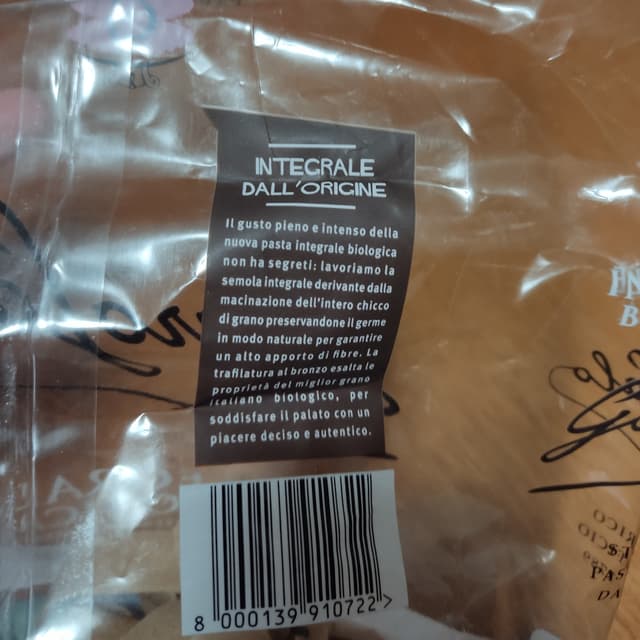 INTEGRALE
DALL'ORIGINE
Il gusto pieno e intenso della
nuova pasta integrale biologica
non ha segreti: lavoriamo la
semola integrale derivante dalla
macinazione dell'intero chicco
di grano preservandone il germe
in modo naturale per garantire
un alto apporto di fibre. La
trafilatura al bronzo esalta le
proprietà del miglior grano
italiano biologico, per
soddisfare il palato con un
piacere deciso e autentico.
8 000139 910722 >